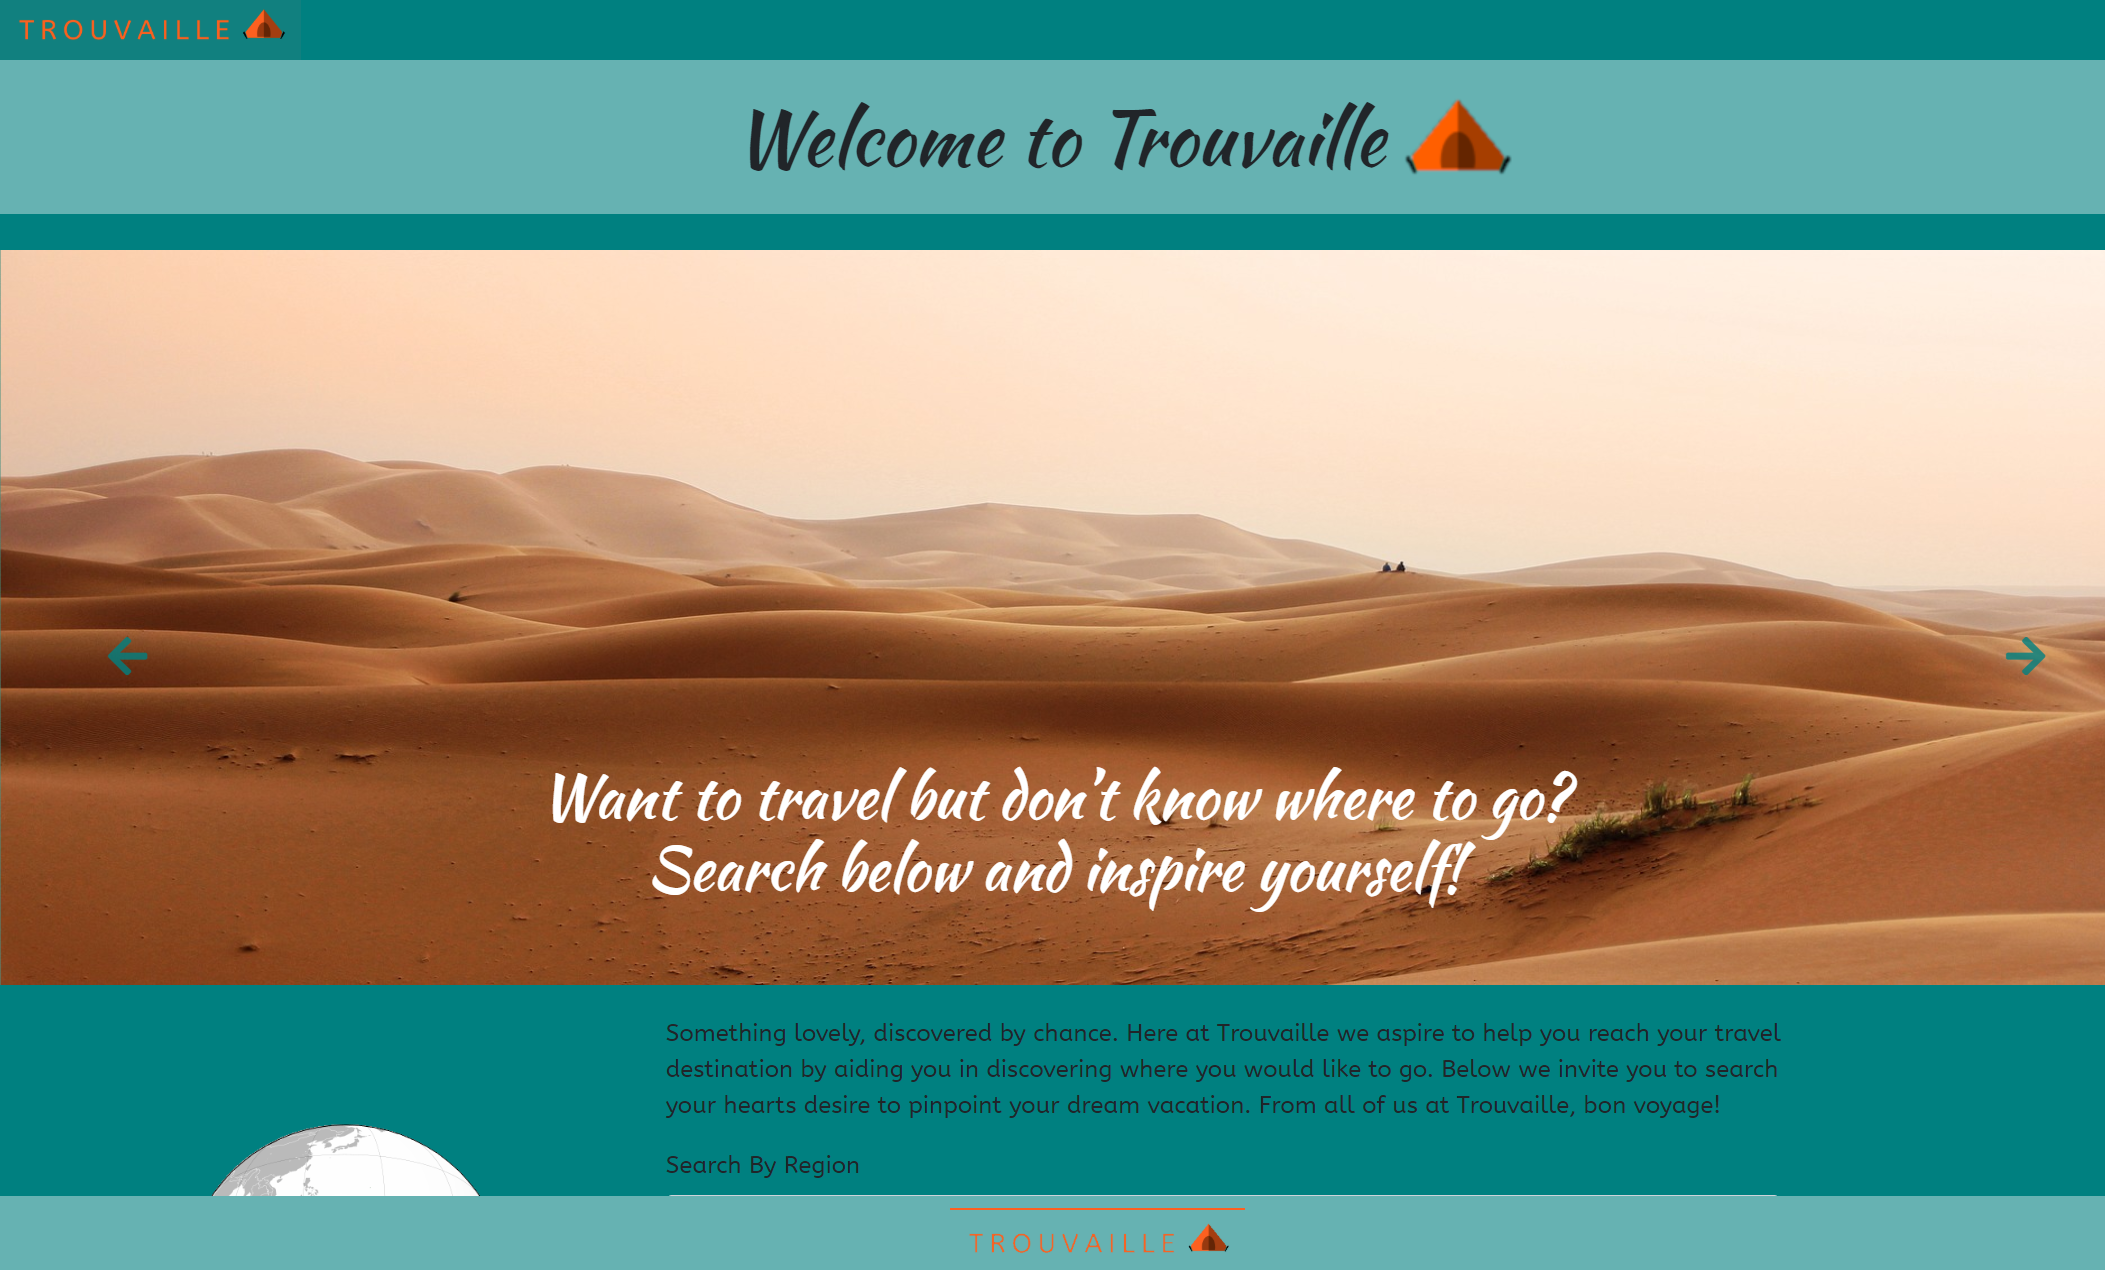 TROUVAILLE
Welcome to Trouvaille
Want to travel but don't know where to go?
Search below and inspire yourself!
Something lovely, discovered by chance. Here at Trouvaille we aspire to help you reach your travel
destination by aiding you in discovering where you would like to go. Below we invite you to search
your hearts desire to pinpoint your dream vacation. From all of us at Trouvaille, bon voyage!
Search By Region
TROUVAILLE